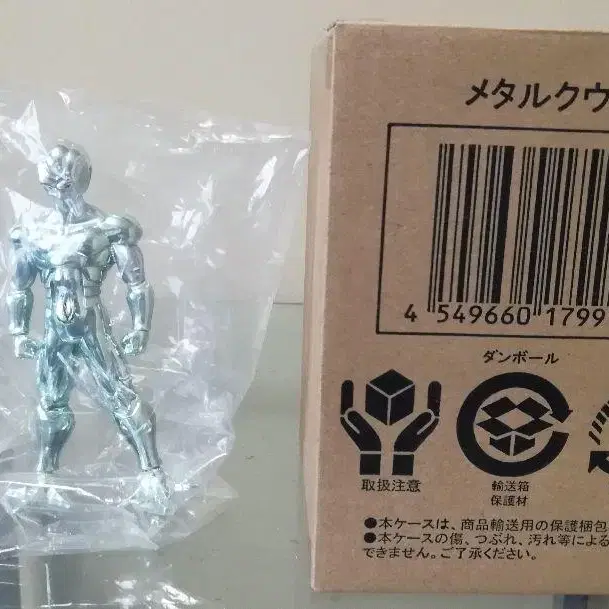 メタルクウ
4 549660 1799
ダンボール
取扱注意
輸送箱
保護材
●本ケースは、商品輸送用の保護梱包
●本ケースの傷、つぶれ、汚れ等による
できません。ご了承ください。